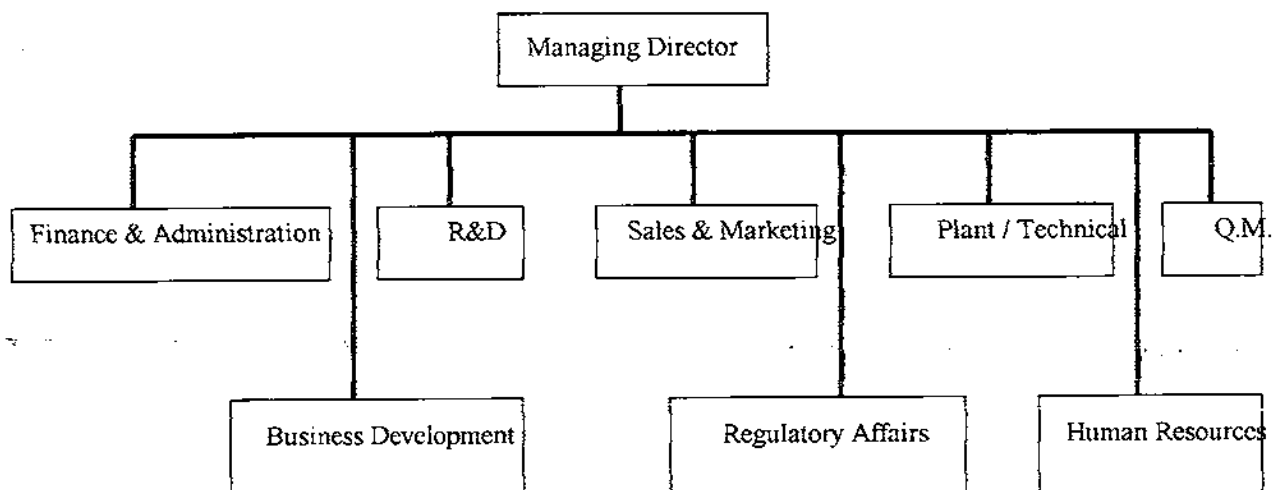 Managing Director
Finance & Administration
R&D
Sales & Marketing
Plant / Technical
Q.M.
Business Development
Regulatory Affairs
Human Resources